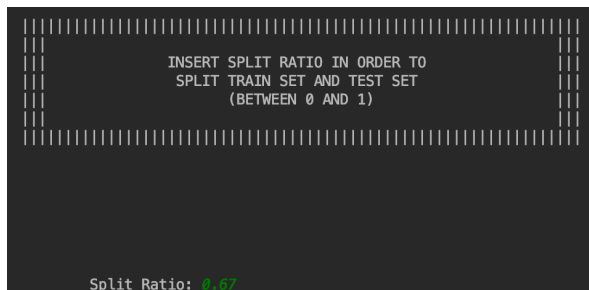 INSERT SPLIT RATIO IN ORDER TO
SPLIT TRAIN SET AND TEST SET
(BETWEEN 0 AND 1)
Split Ratio: 0.67